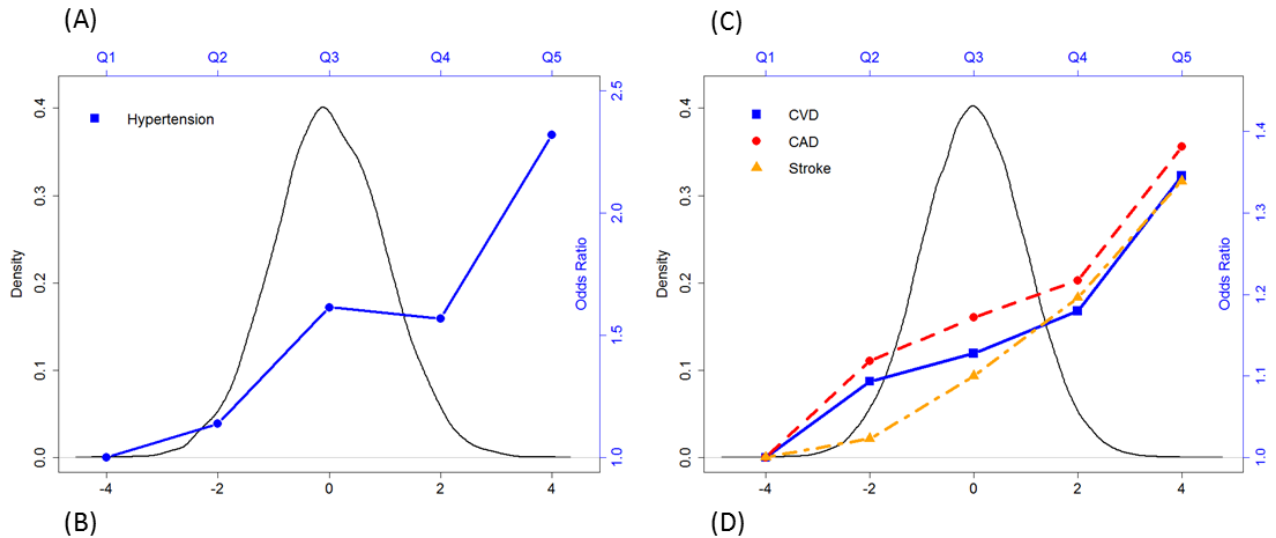 (A)
Q1 Q2 Q3 Q4 Q5
Hypertension
Density
0.0 0.1 0.2 0.3 0.4
Odds Ratio
1.0 1.5 2.0 2.5
-4 -2 0 2 4
(B)
(C)
Q1 Q2 Q3 Q4 Q5
CVD
CAD
Stroke
Density
0.0 0.1 0.2 0.3 0.4
Odds Ratio
1.0 1.1 1.2 1.3 1.4
-4 -2 0 2 4
(D)